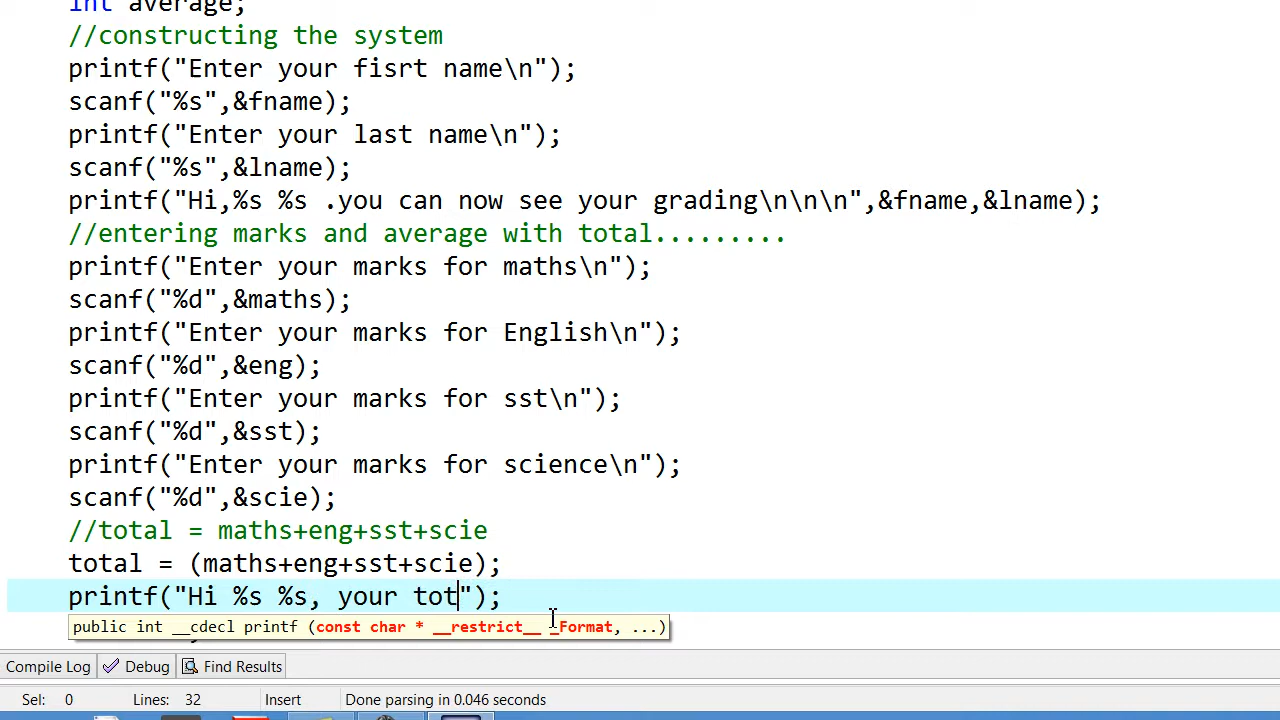 int average;
//constructing the system
printf("Enter your fisrt name\n");
scanf("%s",&fname);
printf("Enter your last name\n");
scanf("%s",&lname);
printf("Hi,%s %s .you can now see your grading\n\n\n",&fname,&lname);
//entering marks and average with total.........
printf("Enter your marks for maths\n");
scanf("%d",&maths);
printf("Enter your marks for English\n");
scanf("%d",&eng);
printf("Enter your marks for sst\n");
scanf("%d",&sst);
printf("Enter your marks for science\n");
scanf("%d",&scie);
//total = maths+eng+sst+scie
total = (maths+eng+sst+scie);
printf("Hi %s %s, your tot");
public int __cdecl printf (const char * __restrict__ _Format, ...)
Compile Log Debug Find Results
Sel: 0 Lines: 32 Insert Done parsing in 0.046 seconds